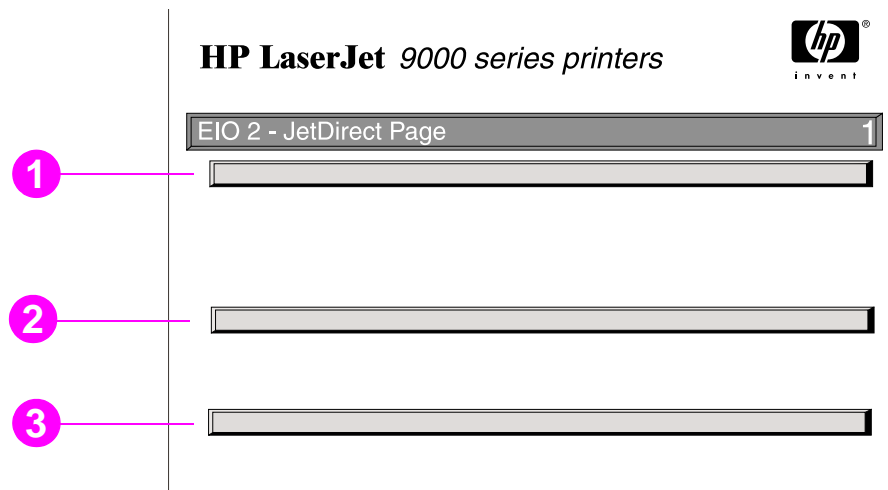 HP LaserJet 9000 series printers
hp®
invent
EIO 2 - JetDirect Page 1
1
2
3